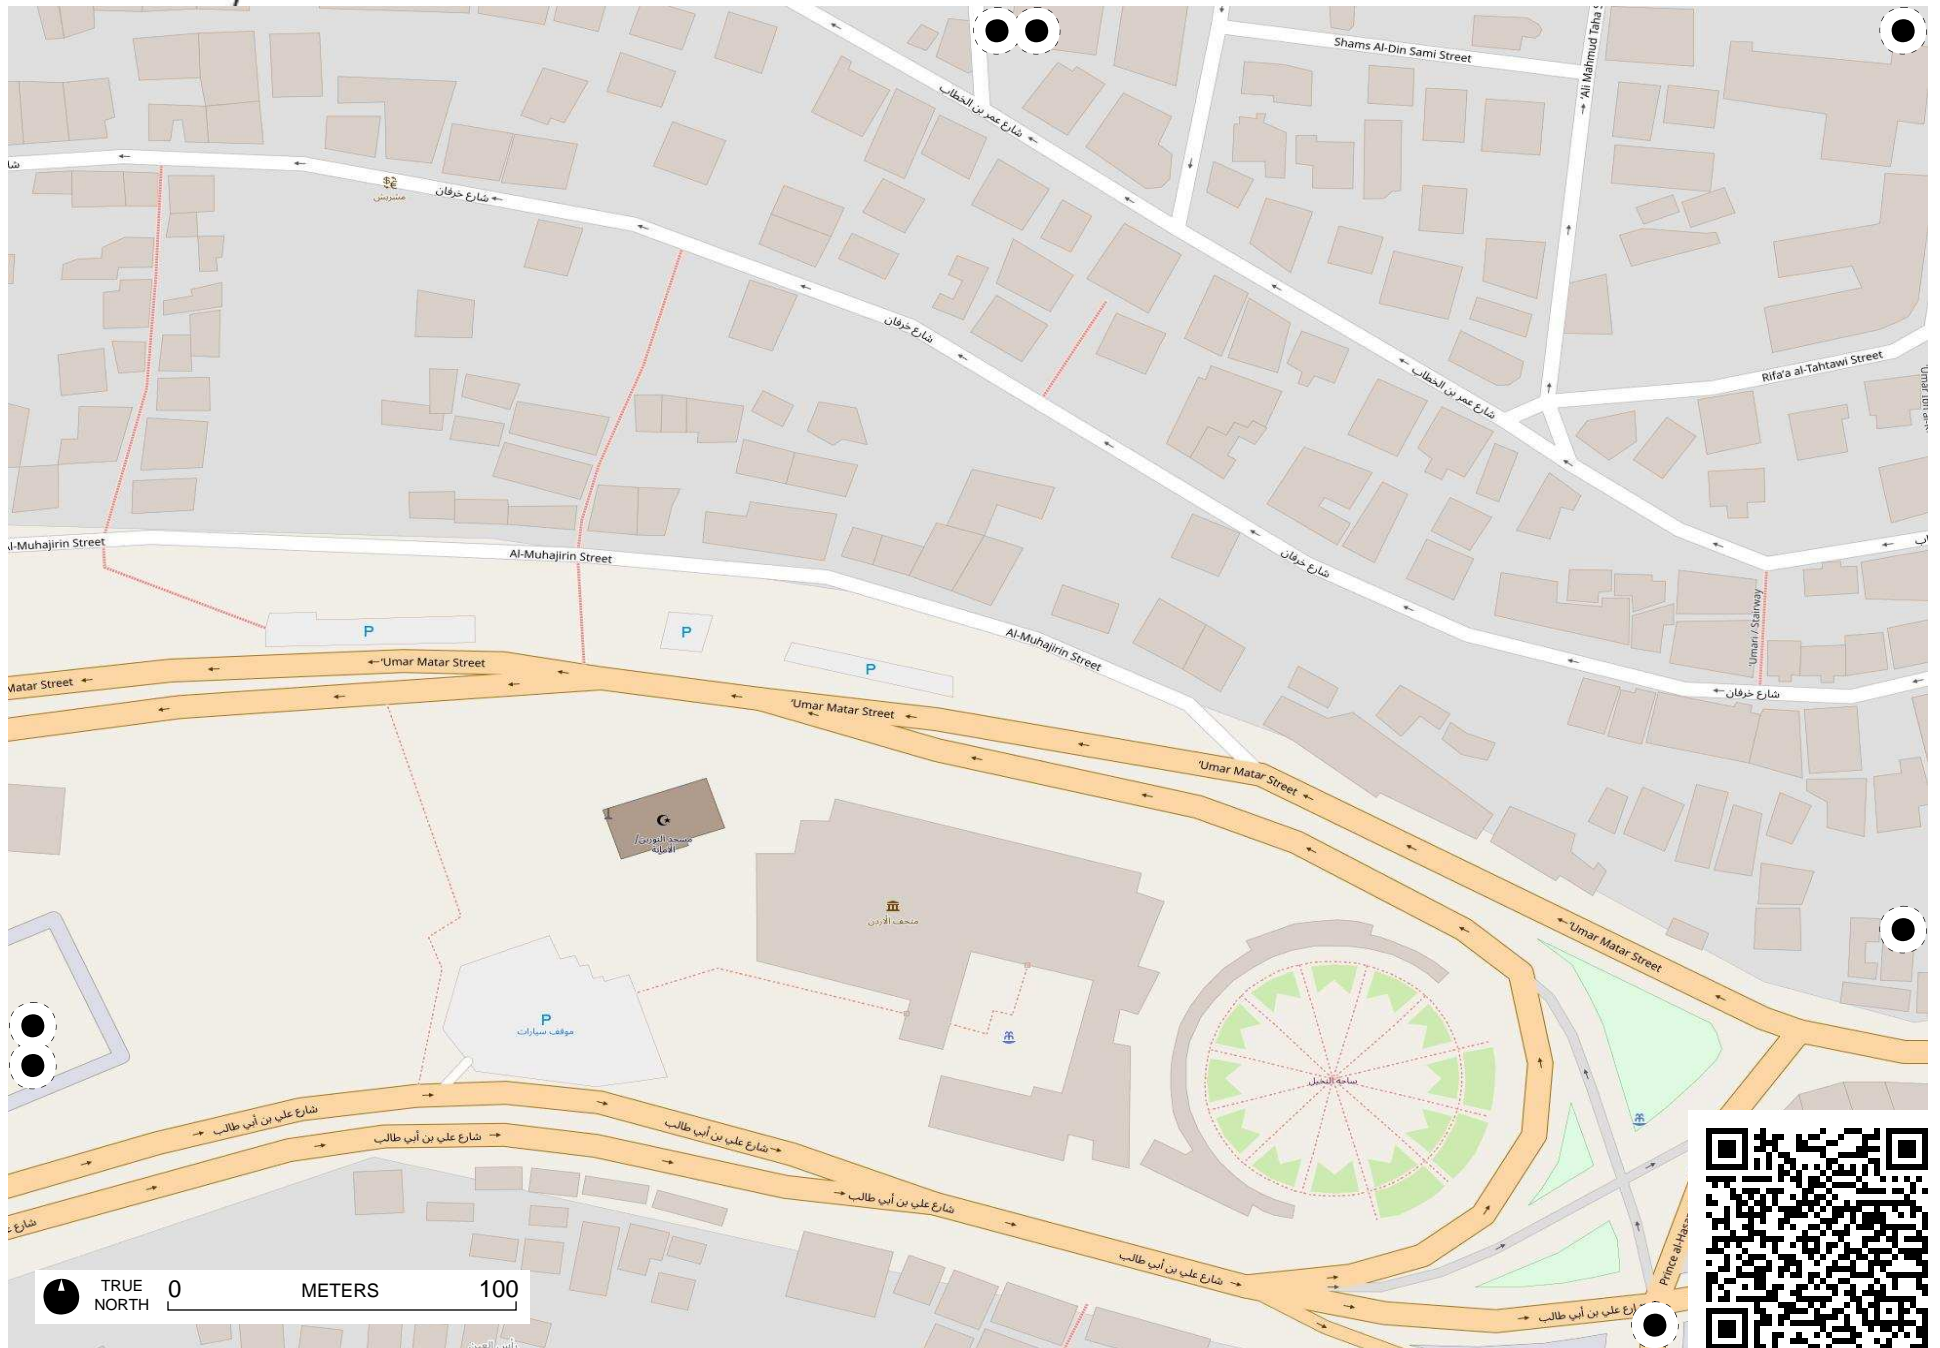 Shams Al-Din Sami Street
'Ali Mahmud Taha
شارع عمر بن الخطاب
شا
شارع خرفان
شارع خرفان
Rifa'a al-Tahtawi Street
شارع عمر بن الخطاب
Al-Muhajirin Street
Al-Muhajirin Street
شارع خرفان
اب
'Umari / Stairway
Al-Muhajirin Street
P
P
P
'Umar Matar Street
Matar Street
شارع خرفان
'Umar Matar Street
'Umar Matar Street
متحف الأردن
'Umar Matar Street
P
موقف سيارات
ساحة النخيل
شارع علي بن أبي طالب
شارع علي بن أبي طالب
شارع علي بن أبي طالب
شارع علي بن أبي طالب
شارع
شارع علي بن أبي طالب
Prince al-Hasan
شارع علي بن أبي طالب
TRUE NORTH
0 METERS 100